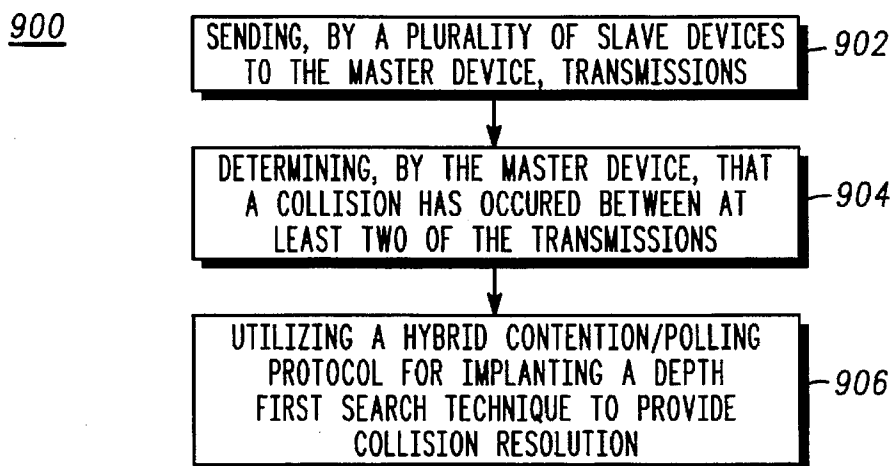 900
SENDING, BY A PLURALITY OF SLAVE DEVICES
TO THE MASTER DEVICE, TRANSMISSIONS
902
DETERMINING, BY THE MASTER DEVICE, THAT
A COLLISION HAS OCCURED BETWEEN AT
LEAST TWO OF THE TRANSMISSIONS
904
UTILIZING A HYBRID CONTENTION/POLLING
PROTOCOL FOR IMPLANTING A DEPTH
FIRST SEARCH TECHNIQUE TO PROVIDE
COLLISION RESOLUTION
906